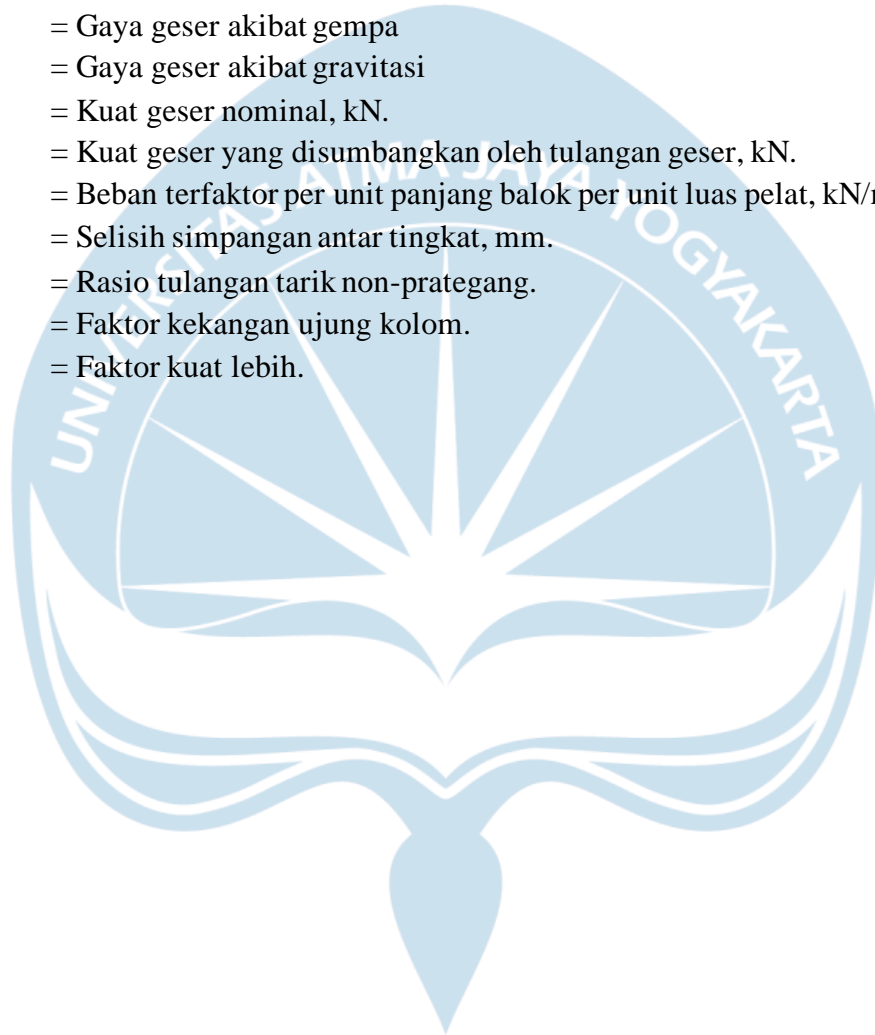 = Gaya geser akibat gempa
= Gaya geser akibat gravitasi
= Kuat geser nominal, kN.
= Kuat geser yang disumbangkan oleh tulangan geser, kN.
= Beban terfaktor per unit panjang balok per unit luas pelat,
= Selisih simpangan antar tingkat, mm.
= Rasio tulangan tarik non-prategang.
= Faktor kekangan ujung kolom.
= Faktor kuat lebih.
UNIVERSITAS ATMA JAYA YOGYAKARTA